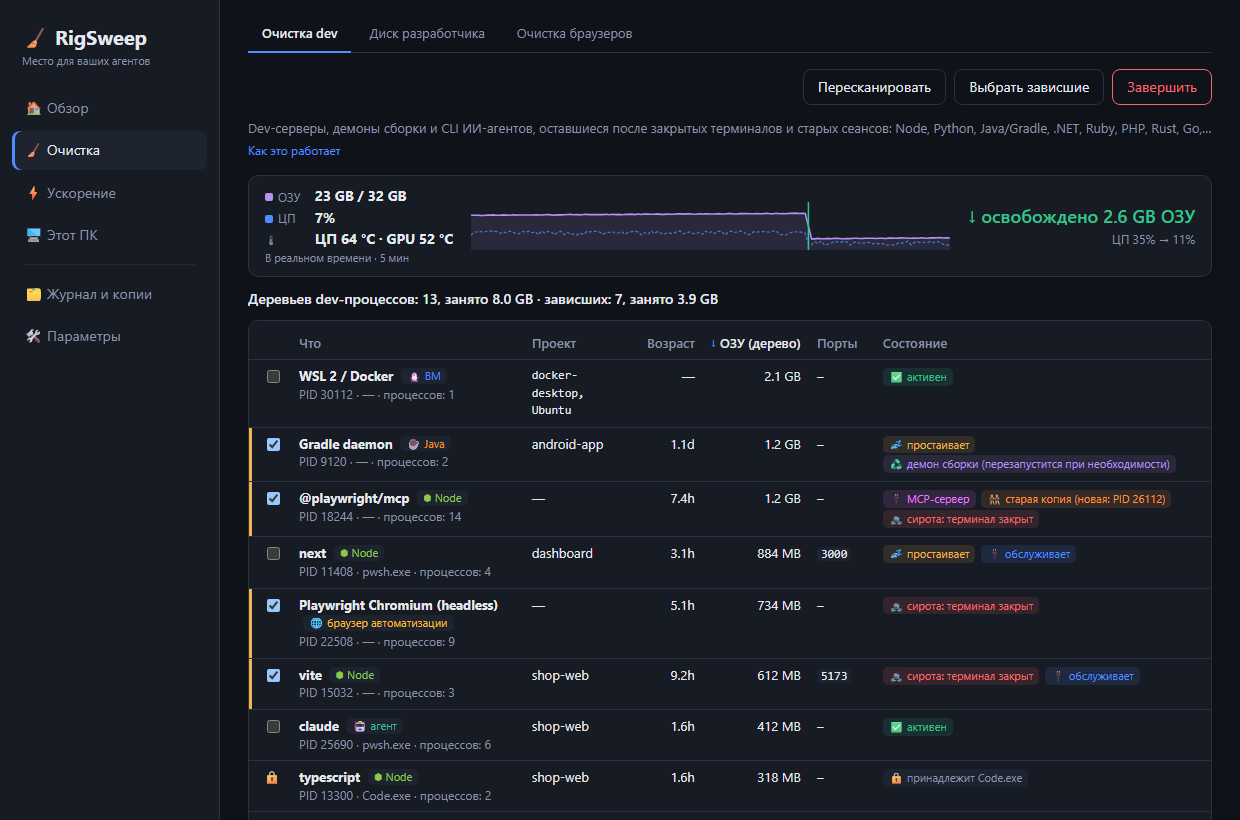 RigSweep
Место для ваших агентов
Обзор
Очистка
Ускорение
Этот ПК
Журнал и копии
Параметры
Очистка dev Диск разработчика Очистка браузеров
Пересканировать Выбрать зависшие Завершить
Dev-серверы, демоны сборки и CLI ИИ-агентов, оставшиеся после закрытых терминалов и старых сеансов: Node, Python, Java/Gradle, .NET, Ruby, PHP, Rust, Go,...
Как это работает
ОЗУ 23 GB / 32 GB
ЦП 7%
ЦП 64 °C · GPU 52 °C
В реальном времени · 5 мин
↓ освобождено 2.6 GB ОЗУ
ЦП 35% → 11%
Деревьев dev-процессов: 13, занято 8.0 GB · зависших: 7, занято 3.9 GB
Что Проект Возраст ↓ ОЗУ (дерево) Порты Состояние
WSL 2 / Docker ВМ docker-desktop, Ubuntu — 2.1 GB – активен
PID 30112 · — · процессов: 1
Gradle daemon Java android-app 1.1d 1.2 GB – простаивает
PID 9120 · — · процессов: 2 демон сборки (перезапустится при необходимости)
@playwright/mcp Node — 7.4h 1.2 GB – MCP-сервер старая копия (новая: PID 26112)
PID 18244 · — · процессов: 14 сирота: терминал закрыт
next Node dashboard 3.1h 884 MB 3000 простаивает обслуживает
PID 11408 · pwsh.exe · процессов: 4
Playwright Chromium (headless) — 5.1h 734 MB – сирота: терминал закрыт
браузер автоматизации
PID 22508 · — · процессов: 9
vite Node shop-web 9.2h 612 MB 5173 сирота: терминал закрыт обслуживает
PID 15032 · — · процессов: 3
claude агент shop-web 1.6h 412 MB – активен
PID 25690 · pwsh.exe · процессов: 6
typescript Node shop-web 1.6h 318 MB – принадлежит Code.exe
PID 13300 · Code.exe · процессов: 2